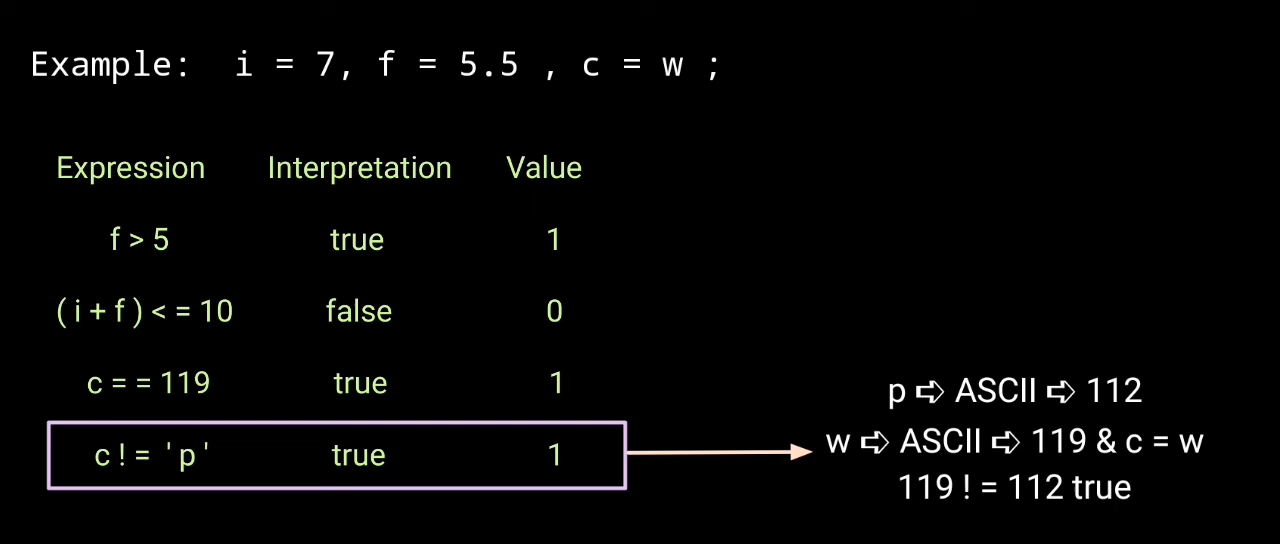 Example: i = 7, f = 5.5 , c = w ;
Expression Interpretation Value
f > 5 true 1
( i + f ) < = 10 false 0
c = = 119 true 1
c ! = ' p ' true 1
p ➪ ASCII ➪ 112
w ➪ ASCII ➪ 119 & c = w
119 ! = 112 true